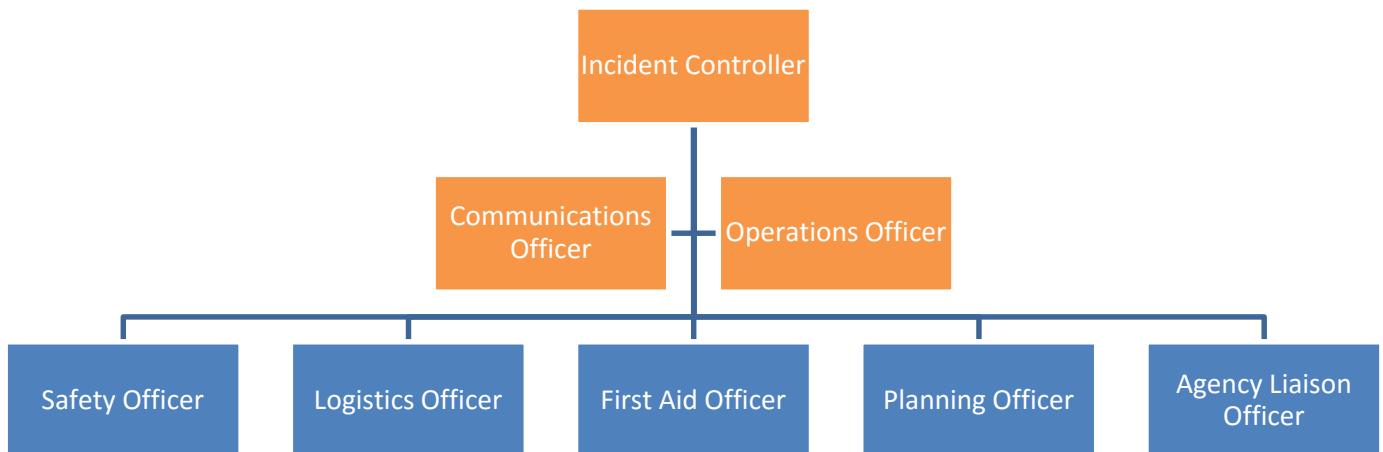 Incident Controller
Communications
Officer
Operations Officer
Safety Officer
Logistics Officer
First Aid Officer
Planning Officer
Agency Liaison
Officer